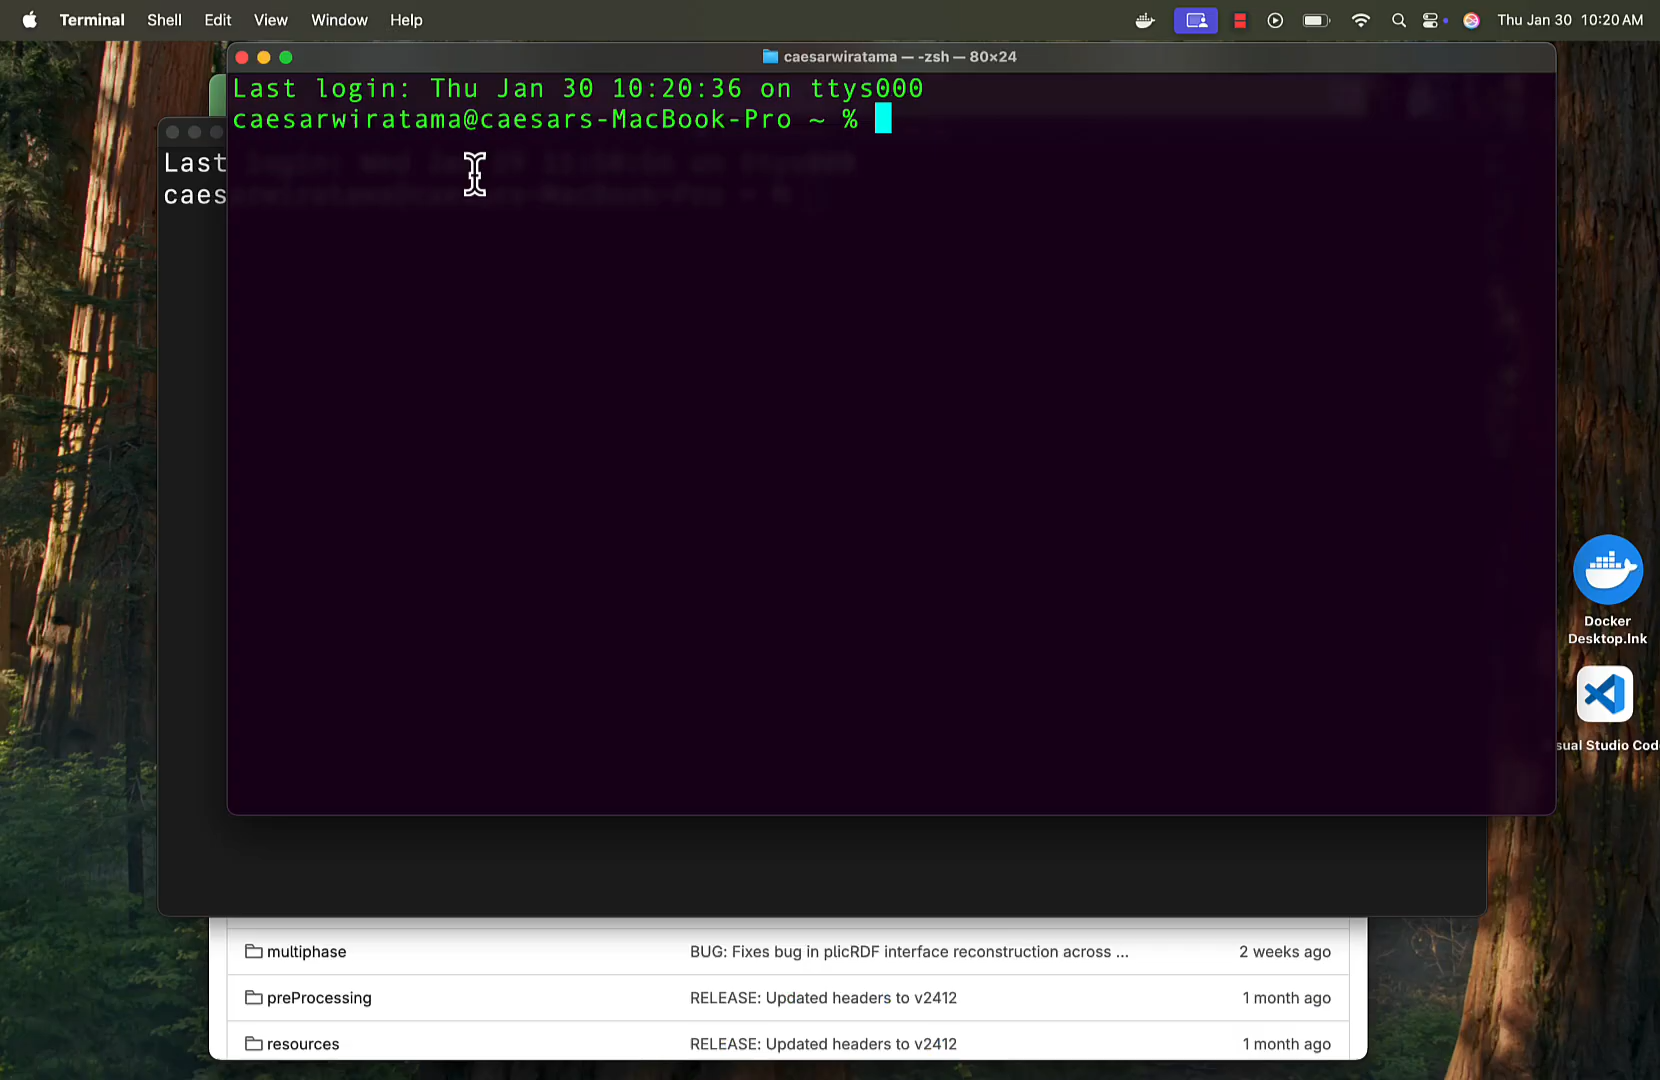 Terminal Shell Edit View Window Help Thu Jan 30 10:20 AM
caesarwiratama — -zsh — 80×24
Last login: Thu Jan 30 10:20:36 on ttys000
caesarwiratama@caesars-MacBook-Pro ~ %
Last
caes
Docker
Desktop.lnk
sual Studio Cod
multiphase BUG: Fixes bug in plicRDF interface reconstruction across ... 2 weeks ago
preProcessing RELEASE: Updated headers to v2412 1 month ago
resources RELEASE: Updated headers to v2412 1 month ago